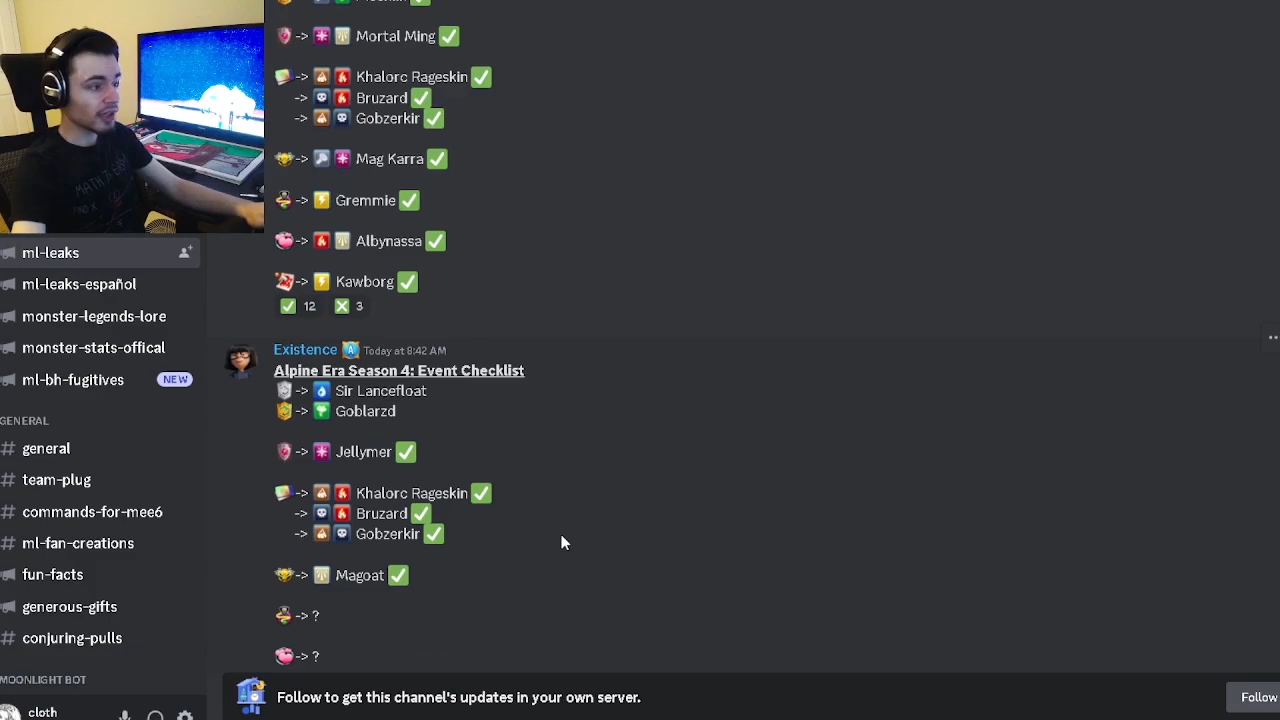 -> Mortal Ming
-> Khalorc Rageskin
-> Bruzard
-> Gobzerkir
-> Mag Karra
-> Gremmie
-> Albynassa
-> Kawborg
12 3
ml-leaks
ml-leaks-español
monster-legends-lore
monster-stats-offical
ml-bh-fugitives NEW
GENERAL
general
team-plug
commands-for-mee6
ml-fan-creations
fun-facts
generous-gifts
conjuring-pulls
MOONLIGHT BOT
cloth
Existence Today at 8:42 AM
Alpine Era Season 4: Event Checklist
-> Sir Lancefloat
-> Goblarzd
-> Jellymer
-> Khalorc Rageskin
-> Bruzard
-> Gobzerkir
-> Magoat
-> ?
-> ?
Follow to get this channel's updates in your own server.
Follow